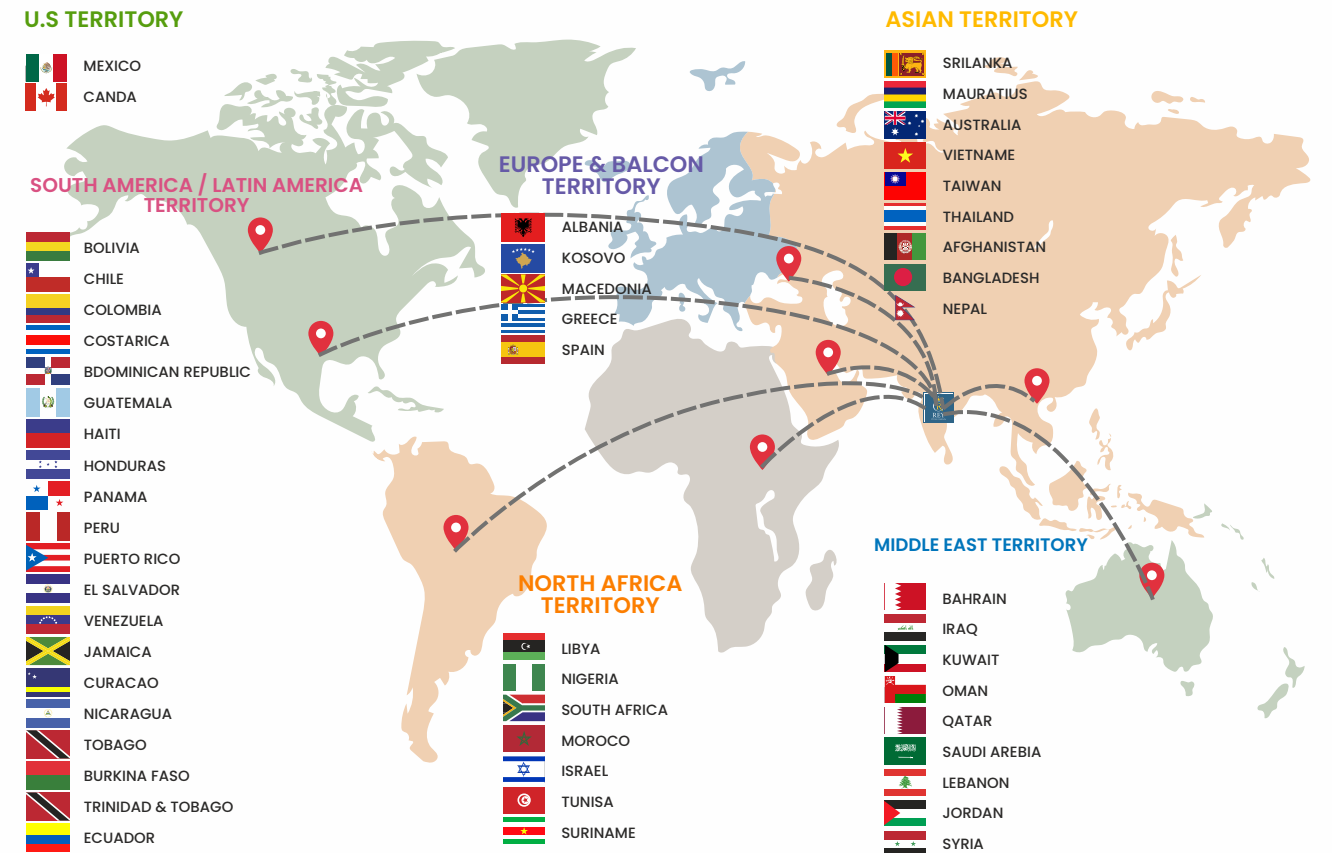 U.S TERRITORY
MEXICO
CANDA
SOUTH AMERICA / LATIN AMERICA
TERRITORY
BOLIVIA
CHILE
COLOMBIA
COSTARICA
BDOMINICAN REPUBLIC
GUATEMALA
HAITI
HONDURAS
PANAMA
PERU
PUERTO RICO
EL SALVADOR
VENEZUELA
JAMAICA
CURACAO
NICARAGUA
TOBAGO
BURKINA FASO
TRINIDAD & TOBAGO
ECUADOR
EUROPE & BALCON
TERRITORY
ALBANIA
KOSOVO
MACEDONIA
GREECE
SPAIN
NORTH AFRICA
TERRITORY
LIBYA
NIGERIA
SOUTH AFRICA
MOROCO
ISRAEL
TUNISA
SURINAME
ASIAN TERRITORY
SRILANKA
MAURATIUS
AUSTRALIA
VIETNAME
TAIWAN
THAILAND
AFGHANISTAN
BANGLADESH
NEPAL
REY
MIDDLE EAST TERRITORY
BAHRAIN
IRAQ
KUWAIT
OMAN
QATAR
SAUDI AREBIA
LEBANON
JORDAN
SYRIA